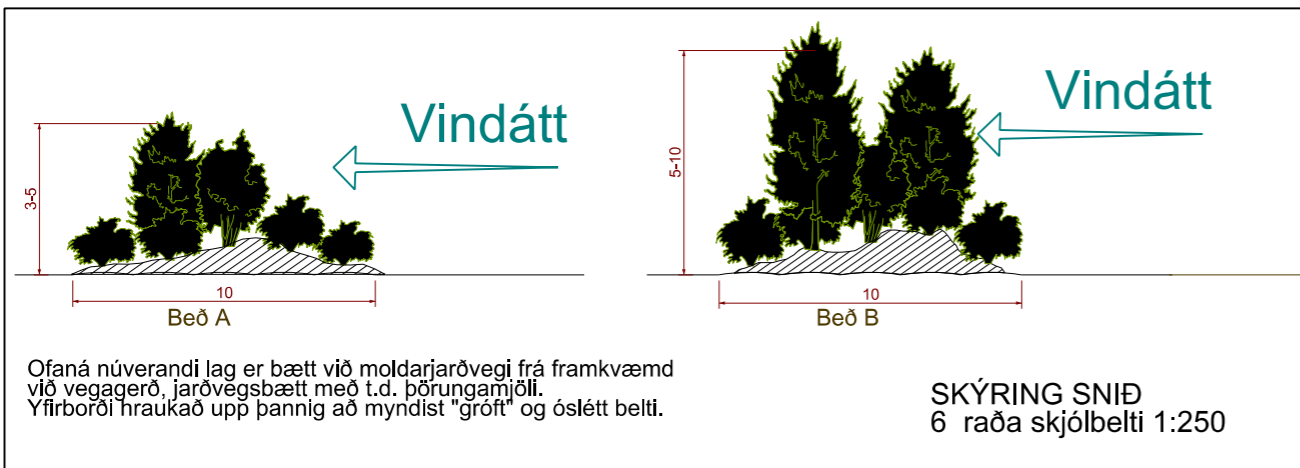 Vindátt
3-5
10
Beð A
Vindátt
5-10
10
Beð B
Ofaná núverandi lag er bætt við moldarjarðvegi frá framkvæmd
við vegagerð, jarðvegsbætt með t.d. þörungamjöli.
Yfirborði hraukað upp þannig að myndist "gróft" og óslétt belti.
SKÝRING SNIÐ
6 raða skjólbelti 1:250